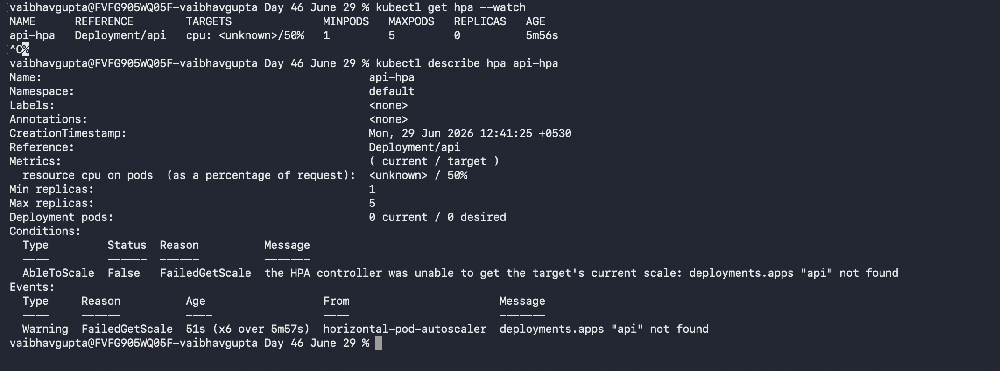 [vaibhavgupta@FVFG905WQ05F-vaibhavgupta Day 46 June 29 % kubectl get hpa --watch
NAME      REFERENCE        TARGETS              MINPODS   MAXPODS   REPLICAS   AGE
api-hpa   Deployment/api   cpu: <unknown>/50%   1         5         0          5m56s
[^C%
vaibhavgupta@FVFG905WQ05F-vaibhavgupta Day 46 June 29 % kubectl describe hpa api-hpa
Name:                                                  api-hpa
Namespace:                                             default
Labels:                                                <none>
Annotations:                                           <none>
CreationTimestamp:                                     Mon, 29 Jun 2026 12:41:25 +0530
Reference:                                             Deployment/api
Metrics:                                               ( current / target )
  resource cpu on pods  (as a percentage of request):  <unknown> / 50%
Min replicas:                                          1
Max replicas:                                          5
Deployment pods:                                       0 current / 0 desired
Conditions:
  Type         Status  Reason          Message
  ----         ------  ------          -------
  AbleToScale  False   FailedGetScale  the HPA controller was unable to get the target's current scale: deployments.apps "api" not found
Events:
  Type     Reason          Age                 From                       Message
  ----     ------          ----                ----                       -------
  Warning  FailedGetScale  51s (x6 over 5m57s)  horizontal-pod-autoscaler  deployments.apps "api" not found
vaibhavgupta@FVFG905WQ05F-vaibhavgupta Day 46 June 29 %